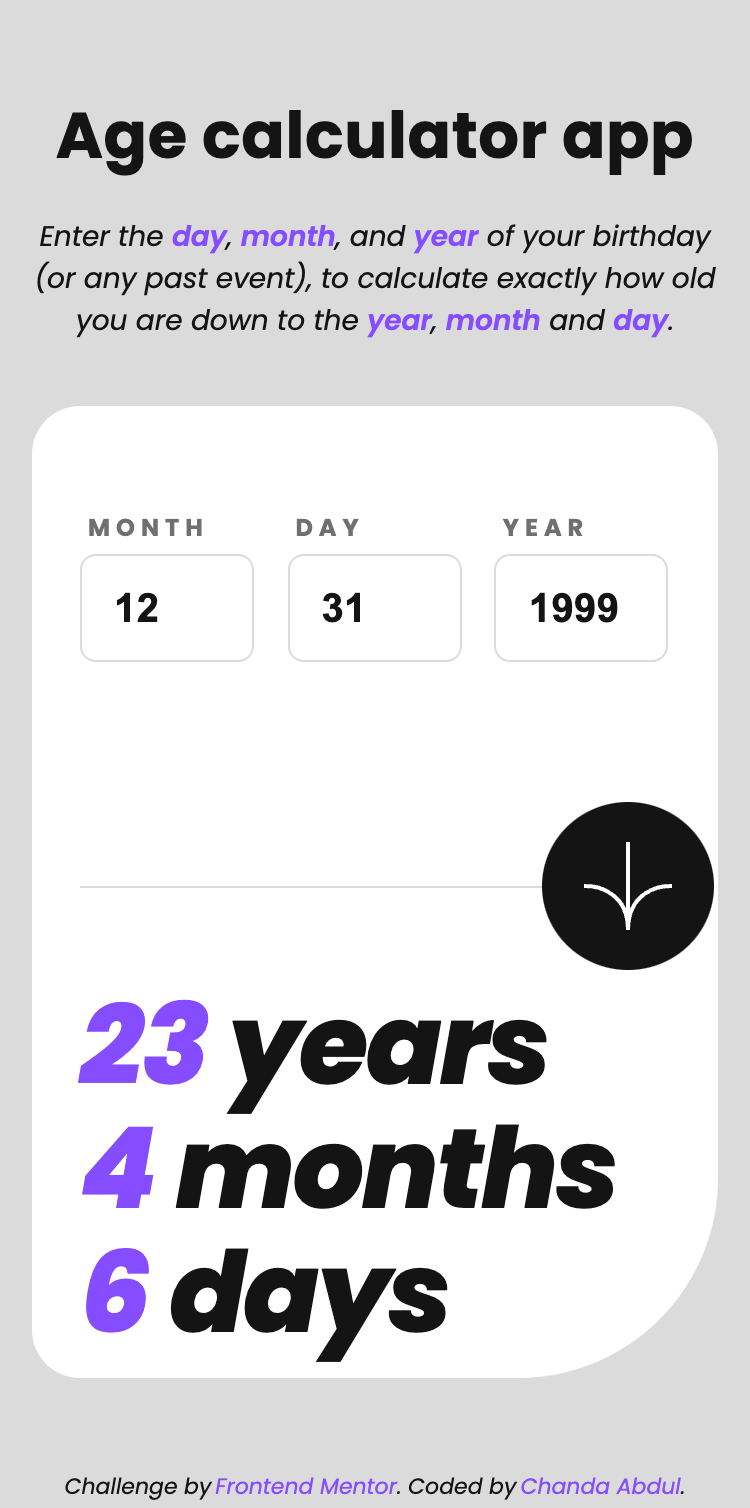 Age calculator app
Enter the day, month, and year of your birthday
(or any past event), to calculate exactly how old
you are down to the year, month and day.
MONTH DAY YEAR
12 31 1999
23 years
4 months
6 days
Challenge by Frontend Mentor. Coded by Chanda Abdul.